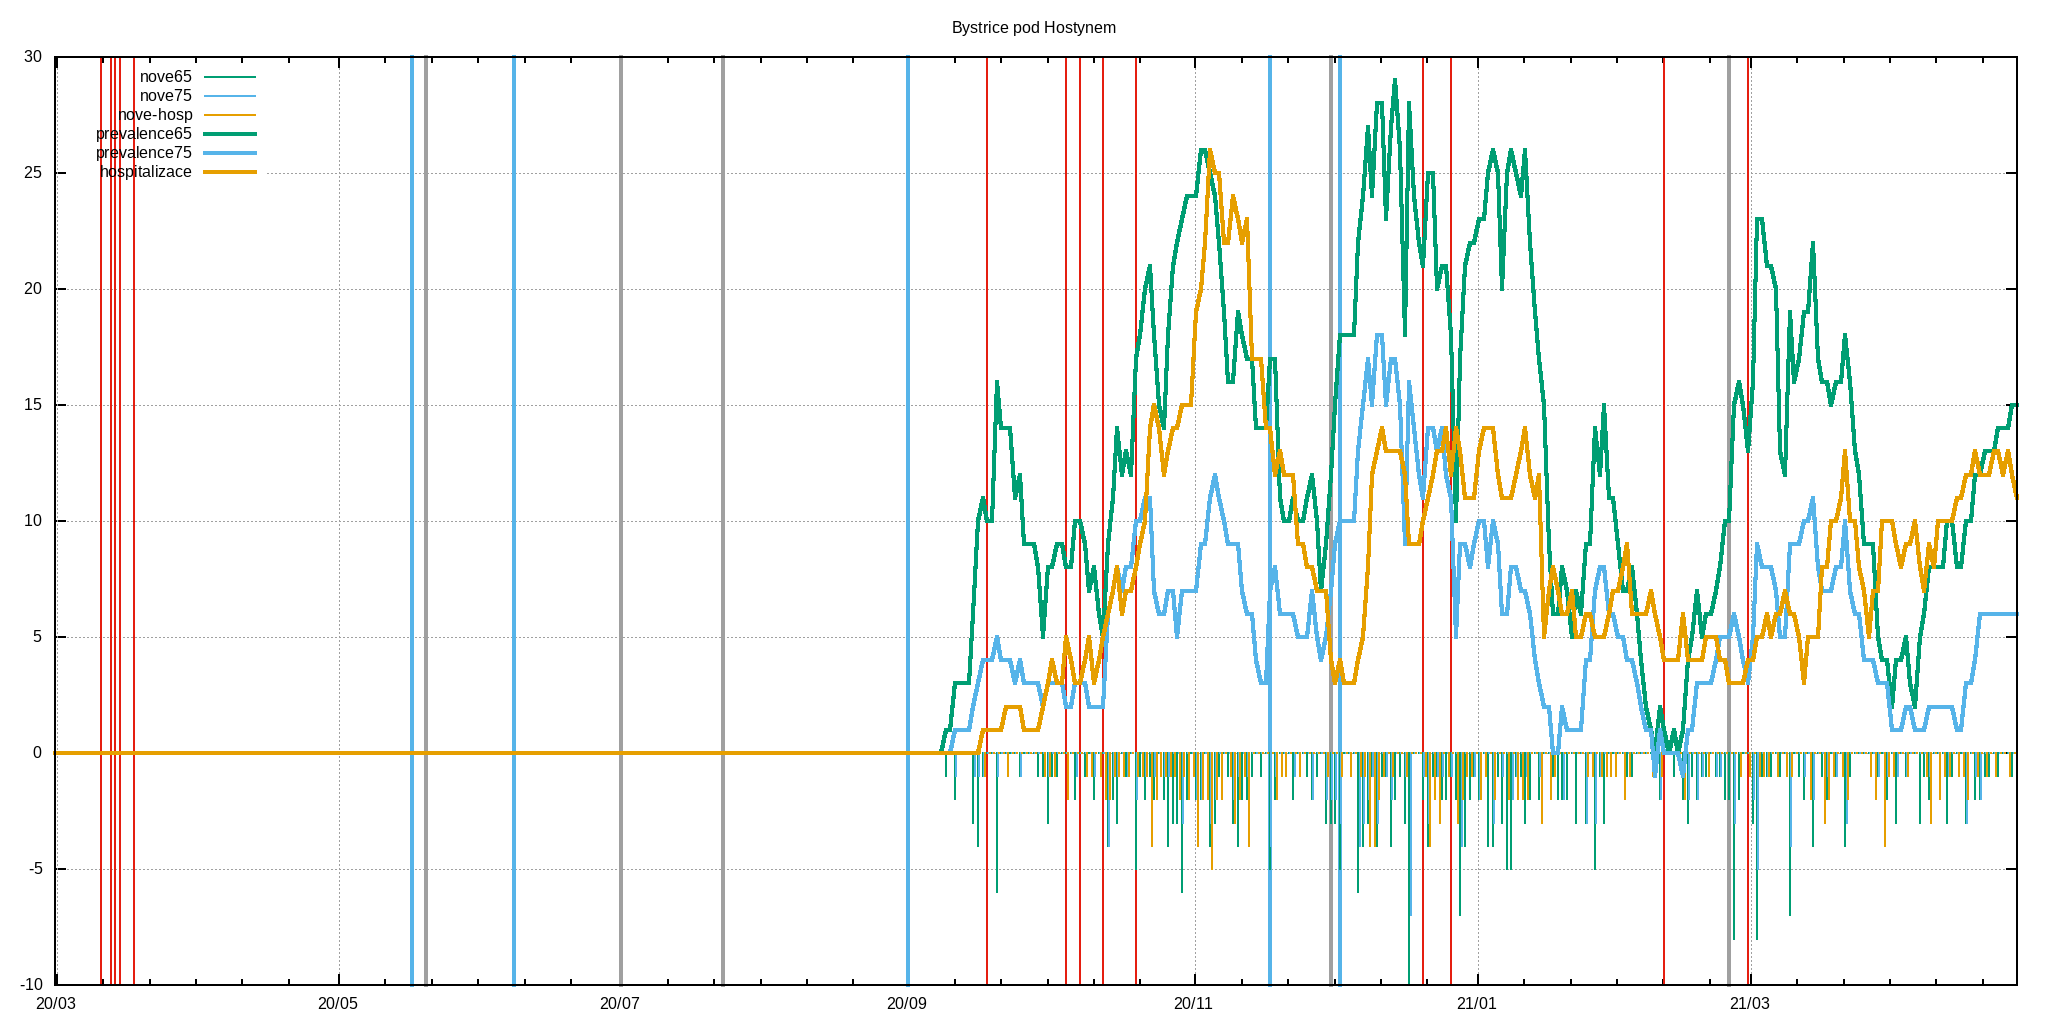 Bystrice pod Hostynem
30
25
20
15
10
5
0
-5
-10
nove65
nove75
nove-hosp
prevalence65
prevalence75
hospitalizace
20/03 20/05 20/07 20/09 20/11 21/01 21/03